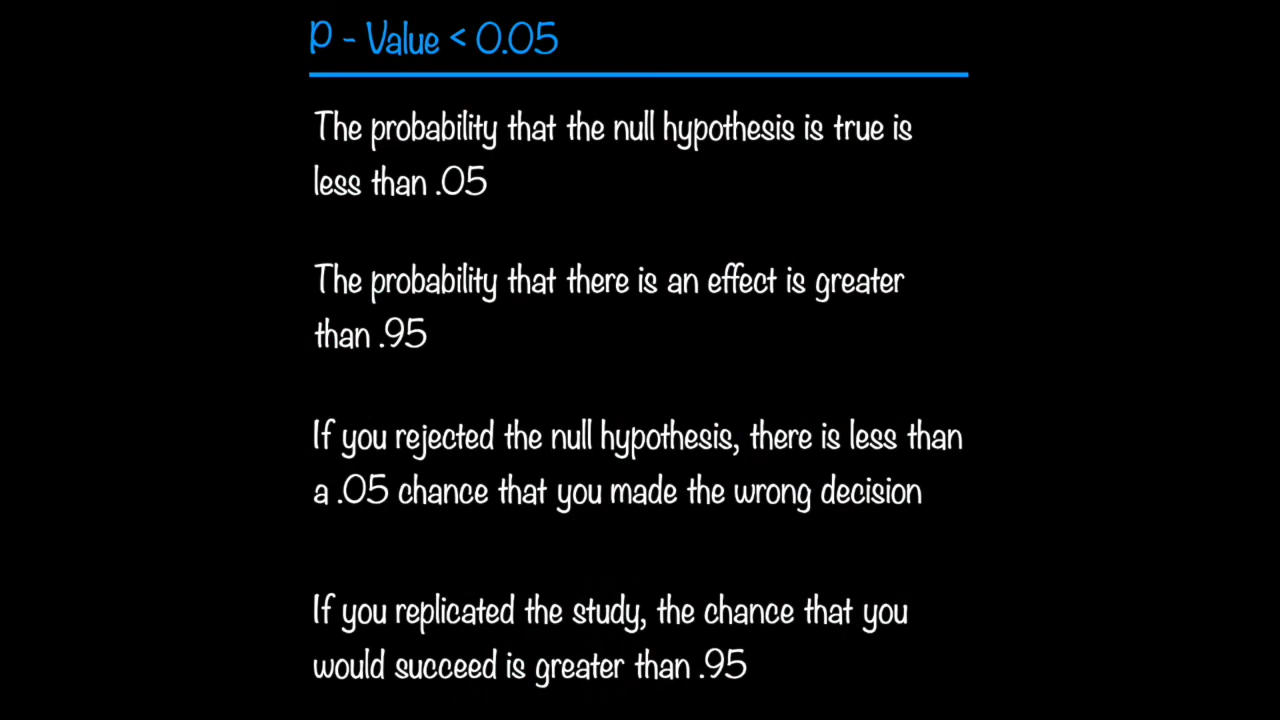 P - Value < 0.05
The probability that the null hypothesis is true is
less than .05
The probability that there is an effect is greater
than .95
If you rejected the null hypothesis, there is less than
a .05 chance that you made the wrong decision
If you replicated the study, the chance that you
would succeed is greater than .95